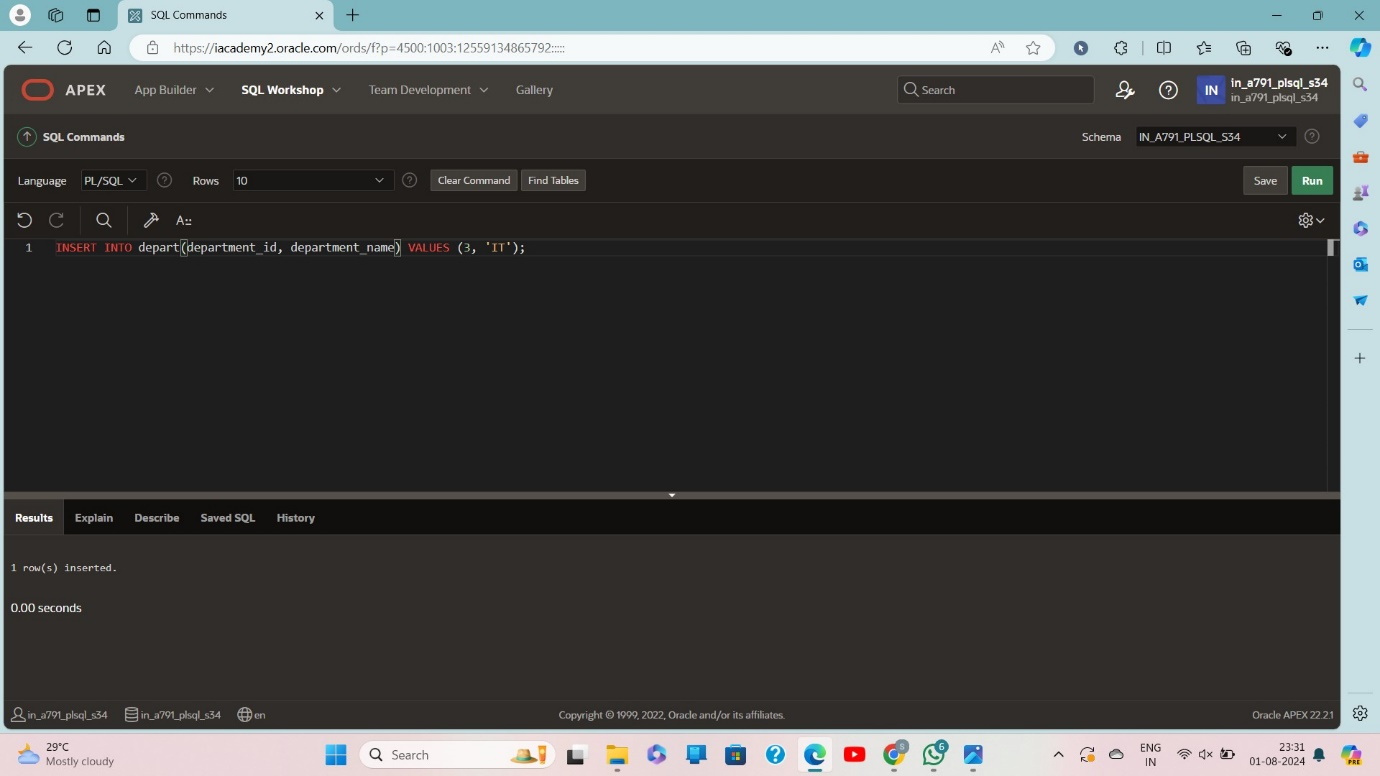 SQL Commands
https://iacademy2.oracle.com/ords/f?p=4500:1003:12559134865792:::::
APEX App Builder SQL Workshop Team Development Gallery Search IN in_a791_plsql_s34
in_a791_plsql_s34
SQL Commands Schema IN_A791_PLSQL_S34
Language PL/SQL Rows 10 Clear Command Find Tables Save Run
1 INSERT INTO depart(department_id, department_name) VALUES (3, 'IT');
Results Explain Describe Saved SQL History
1 row(s) inserted.
0.00 seconds
in_a791_plsql_s34 in_a791_plsql_s34 en Copyright © 1999, 2022, Oracle and/or its affiliates. Oracle APEX 22.2.1
29°C
Mostly cloudy
Search
S
6
ENG
IN
23:31
01-08-2024
PRE